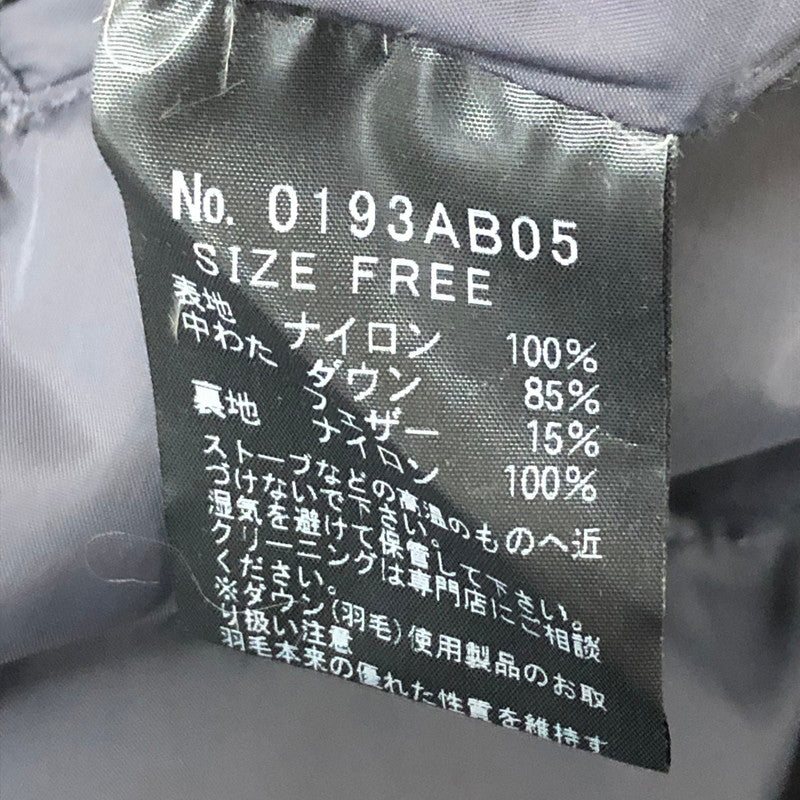 No. 0193AB05
SIZE FREE
表地 ナイロン 100%
中わた ダウン 85%
フェザー 15%
裏地 ナイロン 100%
ストーブなどの高温のものへ近
づけないで下さい。
湿気を避けて保管して下さい。
クリーニングは専門店にご相談
ください。
※ダウン(羽毛)使用製品のお取
り扱い注意
羽毛本来の優れた性質を維持す